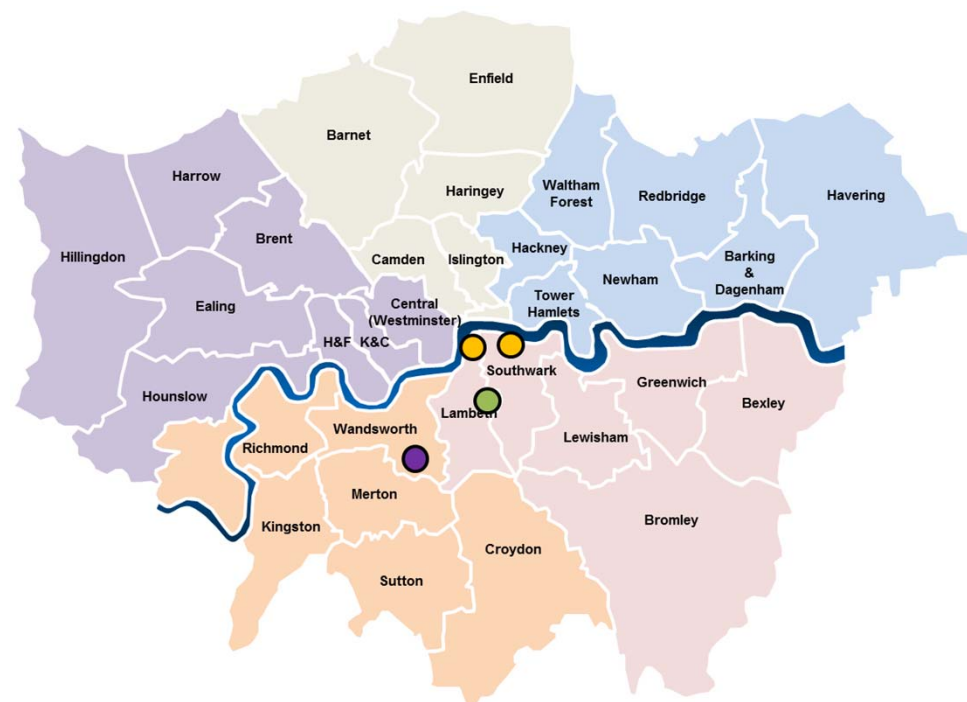 Enfield
Barnet
Harrow
Haringey
Waltham
Forest
Redbridge
Havering
Brent
Hillingdon
Camden
Islington
Hackney
Newham
Barking
&
Dagenham
Ealing
Central
(Westminster)
Tower
Hamlets
H&F
K&C
Southwark
Hounslow
Greenwich
Bexley
Lambeth
Wandsworth
Richmond
Lewisham
Merton
Kingston
Bromley
Croydon
Sutton